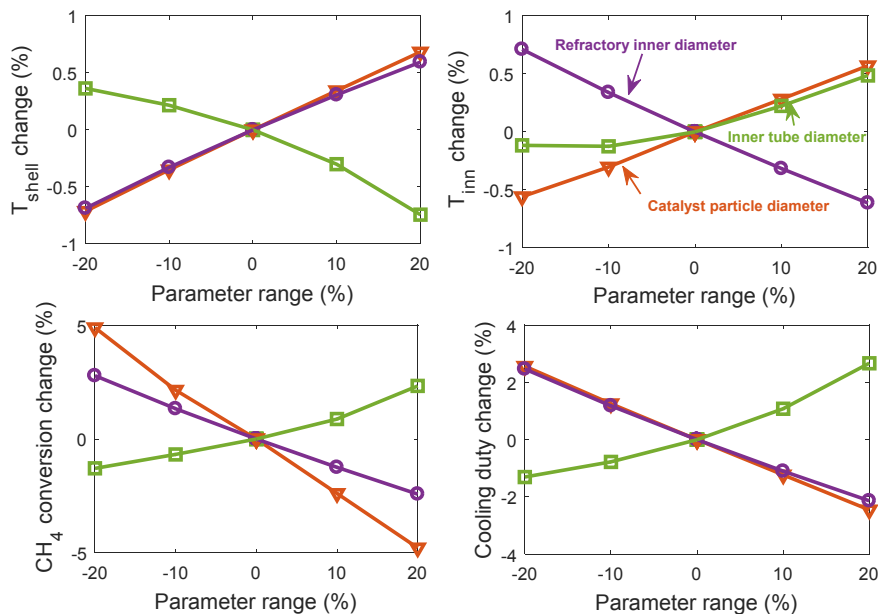 T_shell change (%)
1
0.5
0
-0.5
-1
-20 -10 0 10 20
Parameter range (%)
T_inn change (%)
1
0.5
0
-0.5
-1
Refractory inner diameter
Inner tube diameter
Catalyst particle diameter
-20 -10 0 10 20
Parameter range (%)
CH_4 conversion change (%)
5
0
-5
-20 -10 0 10 20
Parameter range (%)
Cooling duty change (%)
4
2
0
-2
-4
-20 -10 0 10 20
Parameter range (%)